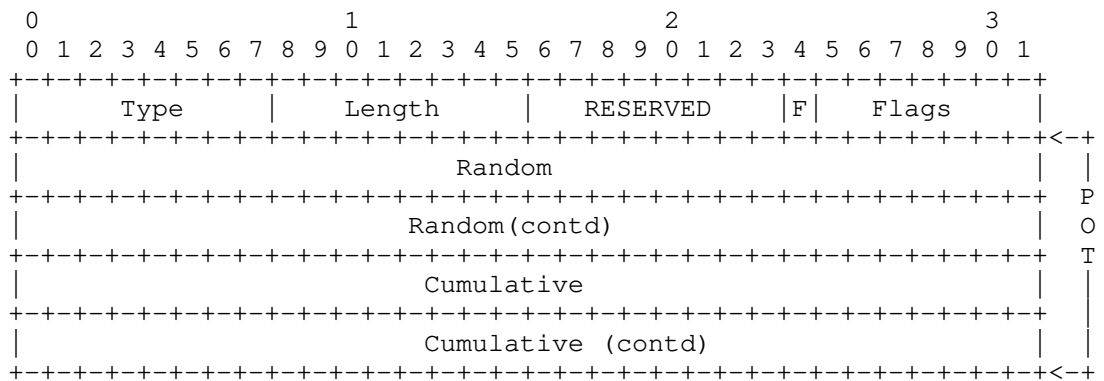 0                   1                   2                   3
 0 1 2 3 4 5 6 7 8 9 0 1 2 3 4 5 6 7 8 9 0 1 2 3 4 5 6 7 8 9 0 1
+-+-+-+-+-+-+-+-+-+-+-+-+-+-+-+-+-+-+-+-+-+-+-+-+-+-+-+-+-+-+-+-+
|      Type     |    Length     |   RESERVED    |F|   Flags     |
+-+-+-+-+-+-+-+-+-+-+-+-+-+-+-+-+-+-+-+-+-+-+-+-+-+-+-+-+-+-+-+-+<-+
|                           Random                              |  |
+-+-+-+-+-+-+-+-+-+-+-+-+-+-+-+-+-+-+-+-+-+-+-+-+-+-+-+-+-+-+-+-+  P
|                        Random(contd)                          |  O
+-+-+-+-+-+-+-+-+-+-+-+-+-+-+-+-+-+-+-+-+-+-+-+-+-+-+-+-+-+-+-+-+  T
|                         Cumulative                            |  |
+-+-+-+-+-+-+-+-+-+-+-+-+-+-+-+-+-+-+-+-+-+-+-+-+-+-+-+-+-+-+-+-+  |
|                         Cumulative (contd)                    |  |
+-+-+-+-+-+-+-+-+-+-+-+-+-+-+-+-+-+-+-+-+-+-+-+-+-+-+-+-+-+-+-+-+<-+